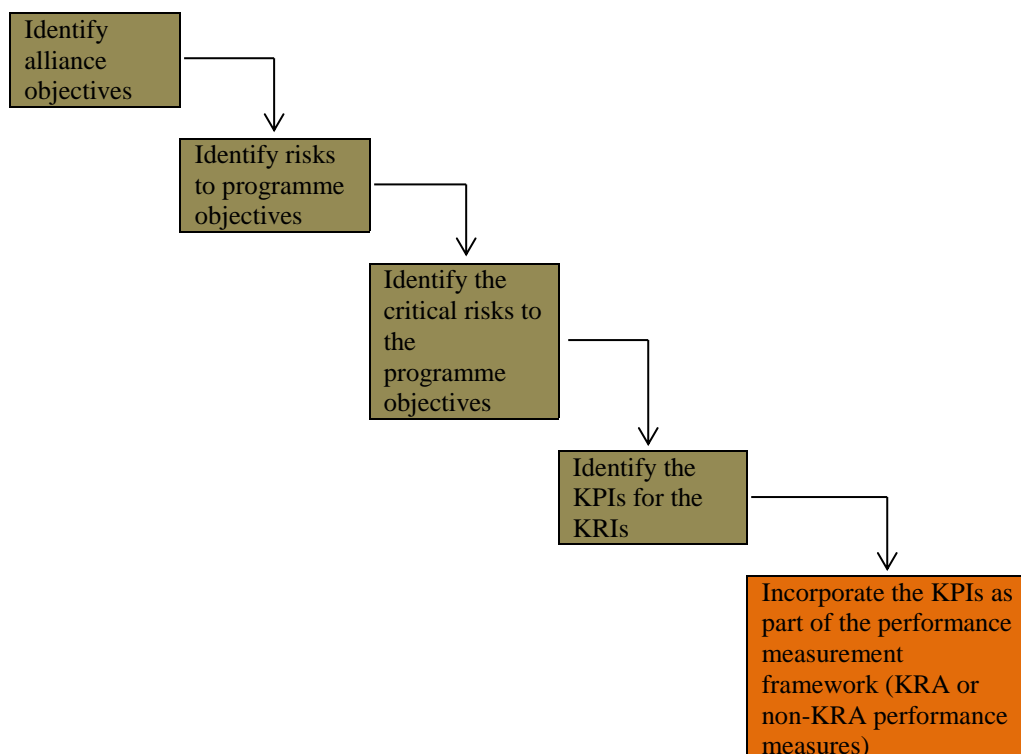 Identify
alliance
objectives
Identify risks
to programme
objectives
Identify the
critical risks to
the
programme
objectives
Identify the
KPIs for the
KRIs
Incorporate the KPIs as
part of the performance
measurement
framework (KRA or
non-KRA performance
measures)